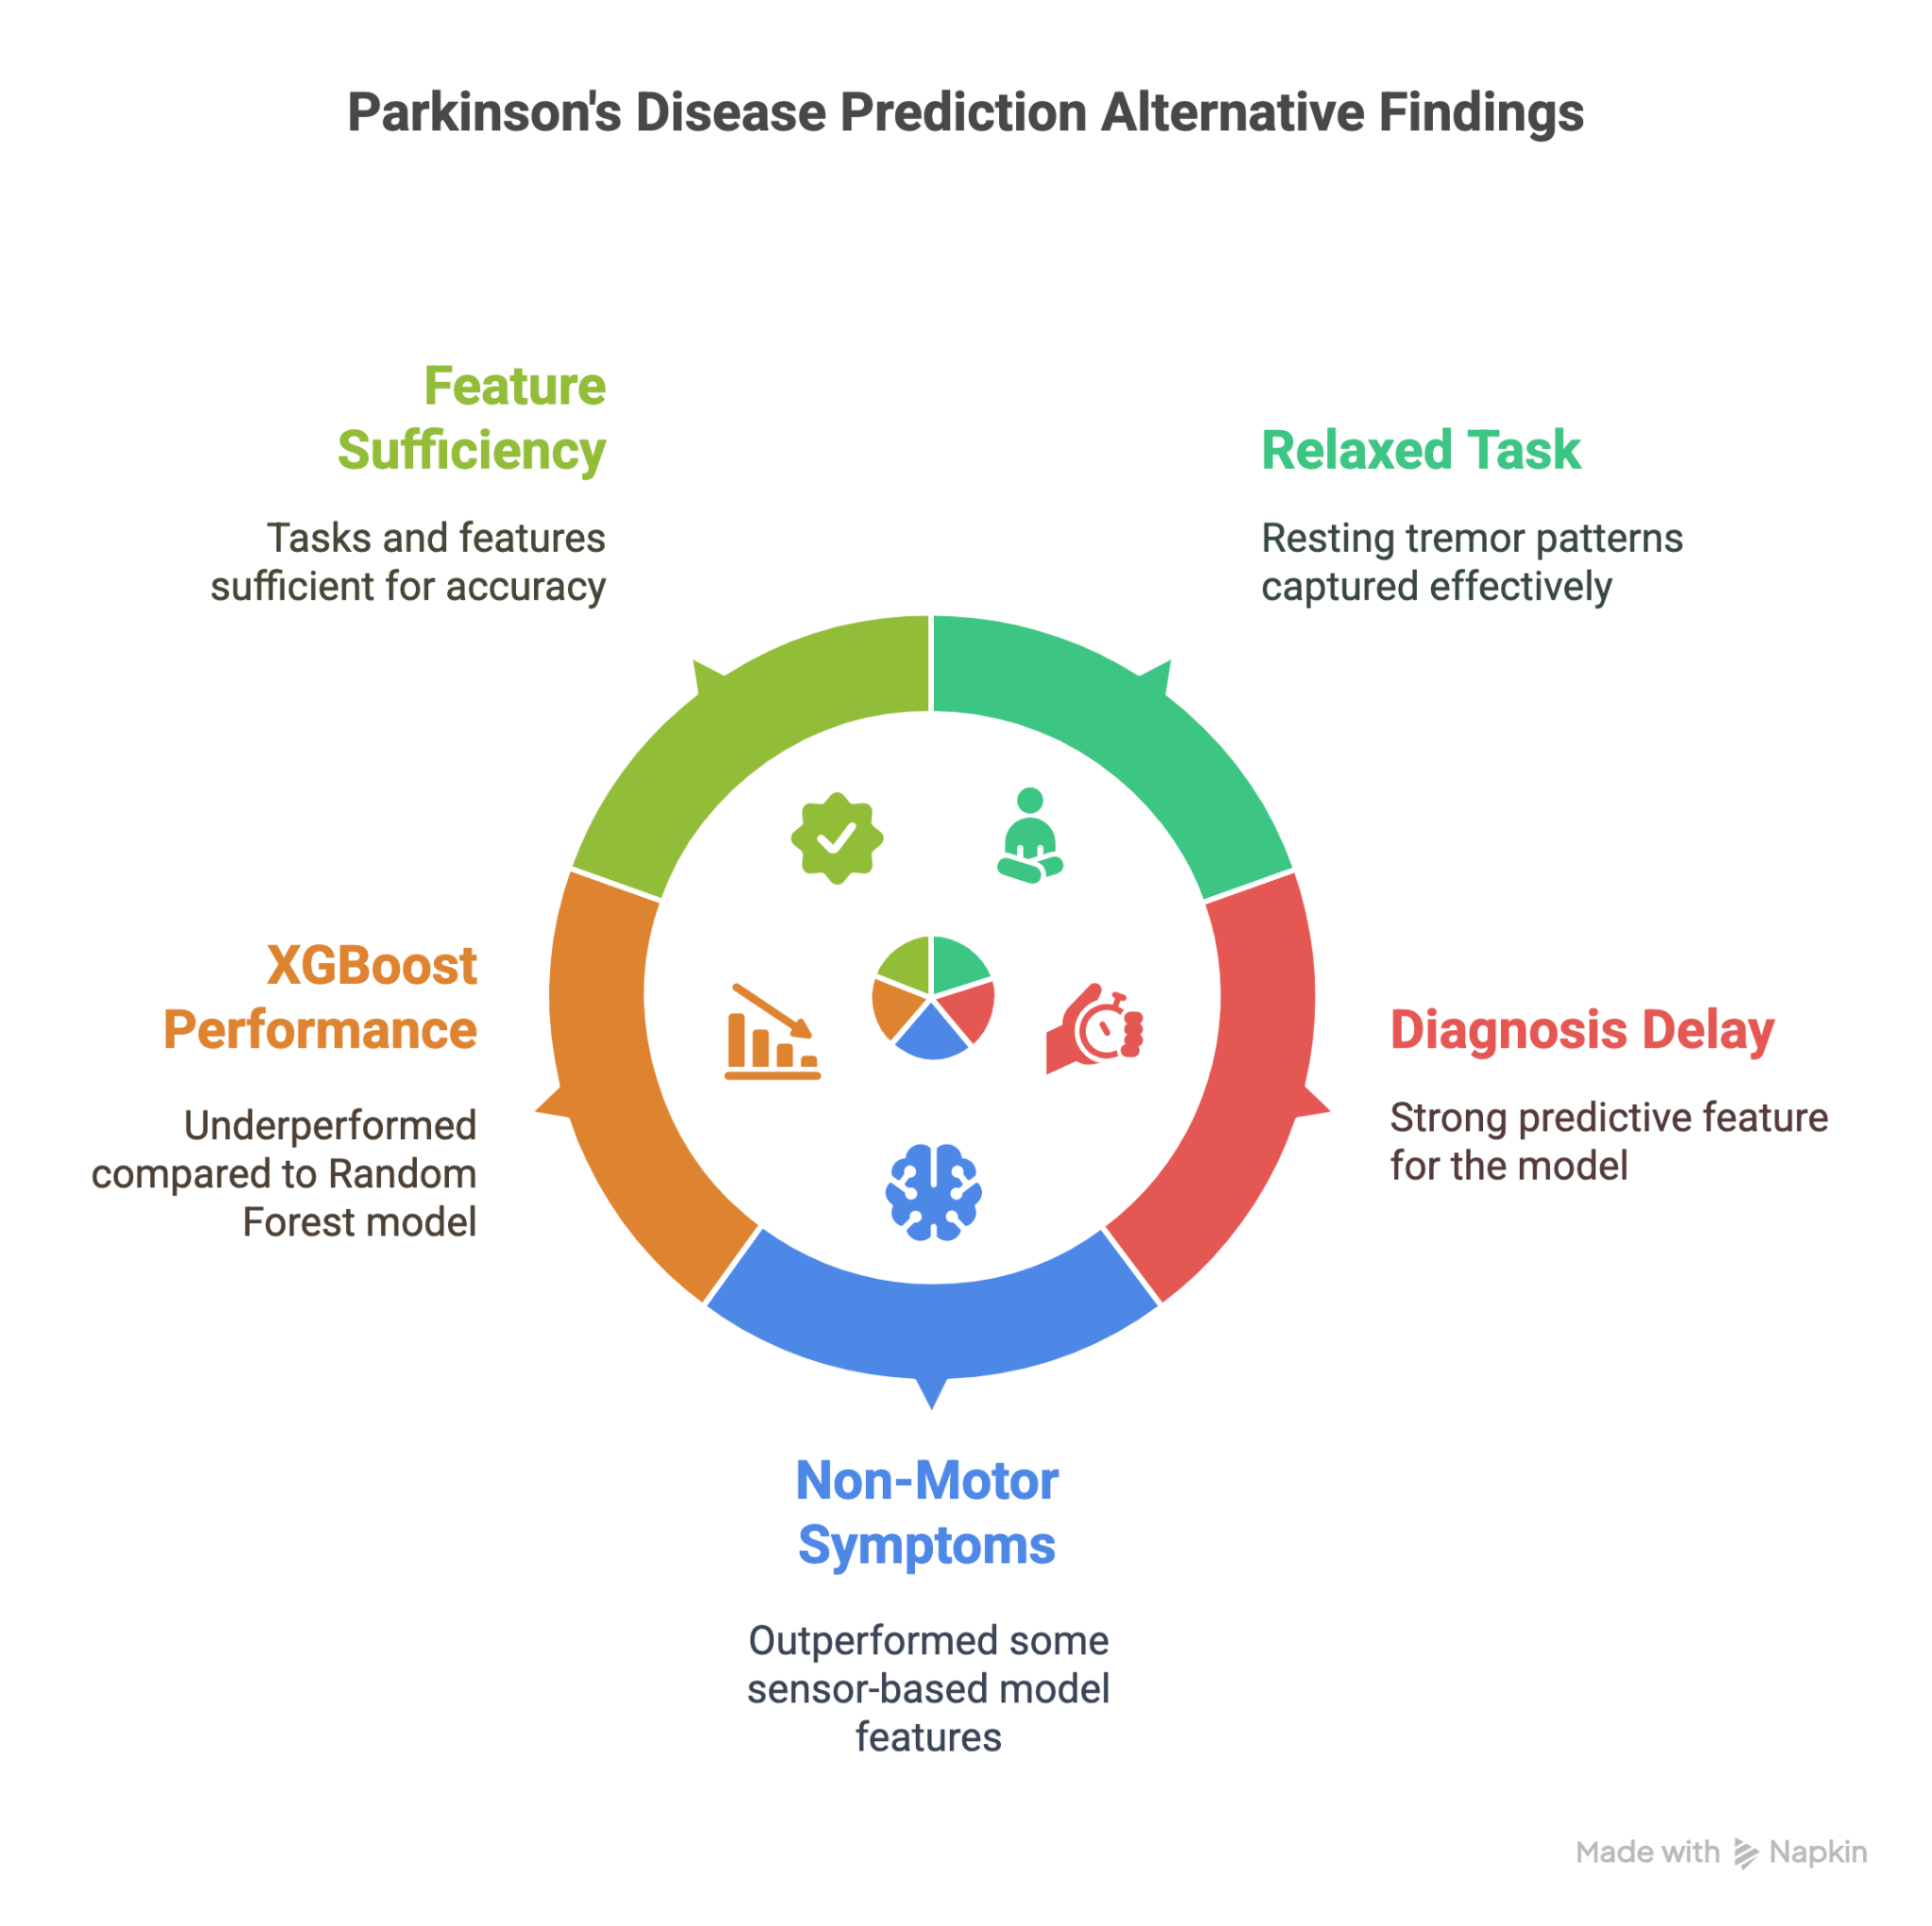 Parkinson's Disease Prediction Alternative Findings
Feature
Sufficiency
Tasks and features
sufficient for accuracy
Relaxed Task
Resting tremor patterns
captured effectively
XGBoost
Performance
Underperformed
compared to Random
Forest model
Diagnosis Delay
Strong predictive feature
for the model
Non-Motor
Symptoms
Outperformed some
sensor-based model
features
Made with Napkin